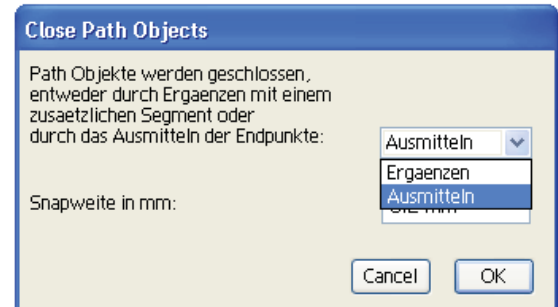 Close Path Objects
Path Objekte werden geschlossen,
entweder durch Ergaenzen mit einem
zusaetzlichen Segment oder
durch das Ausmitteln der Endpunkte:
Ausmitteln
Ergaenzen
Ausmitteln
Snapweite in mm:
mm
Cancel
OK